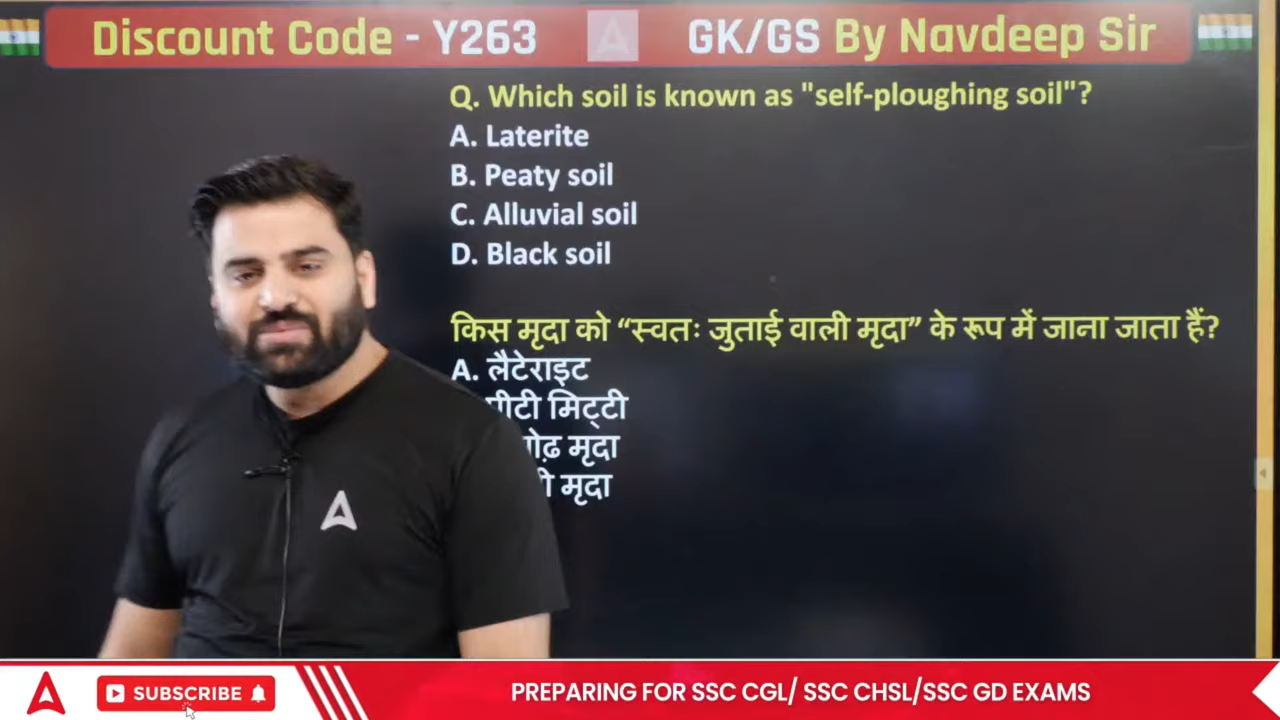 Discount Code - Y263
GK/GS By Navdeep Sir
Q. Which soil is known as "self-ploughing soil"?
A. Laterite
B. Peaty soil
C. Alluvial soil
D. Black soil
किस मृदा को “स्वतः जुताई वाली मृदा” के रूप में जाना जाता हैं?
A. लैटेराइट
मिट्टी
मृदा
मृदा
SUBSCRIBE
PREPARING FOR SSC CGL/ SSC CHSL/SSC GD EXAMS